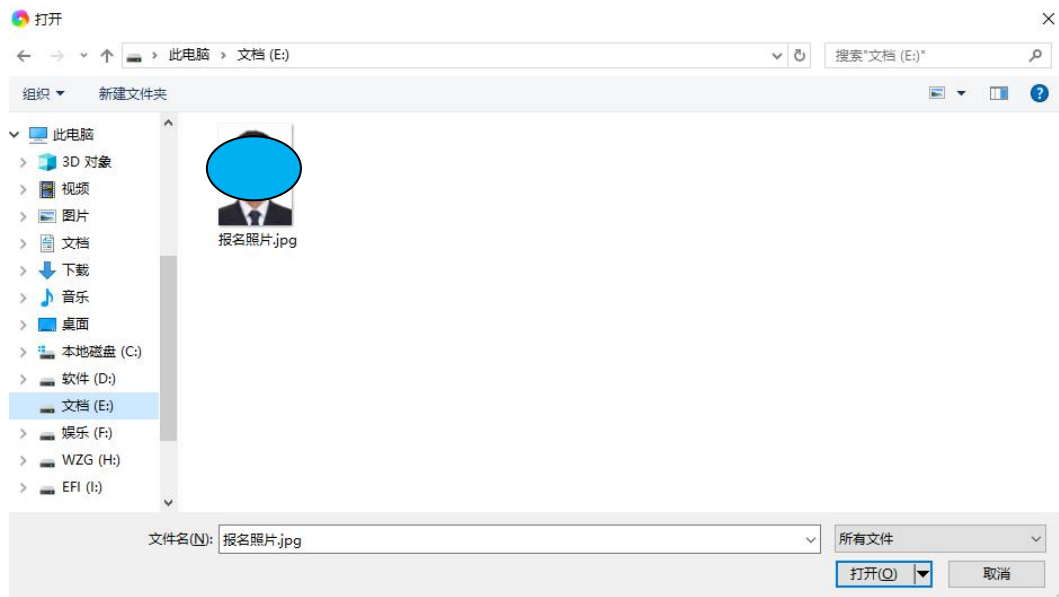 打开
此电脑 › 文档 (E:)
搜索"文档 (E:)"
组织
新建文件夹
此电脑
3D 对象
视频
图片
文档
下载
音乐
桌面
本地磁盘 (C:)
软件 (D:)
文档 (E:)
娱乐 (F:)
WZG (H:)
EFI (I:)
报名照片.jpg
文件名(N): 报名照片.jpg
所有文件
打开(O)
取消